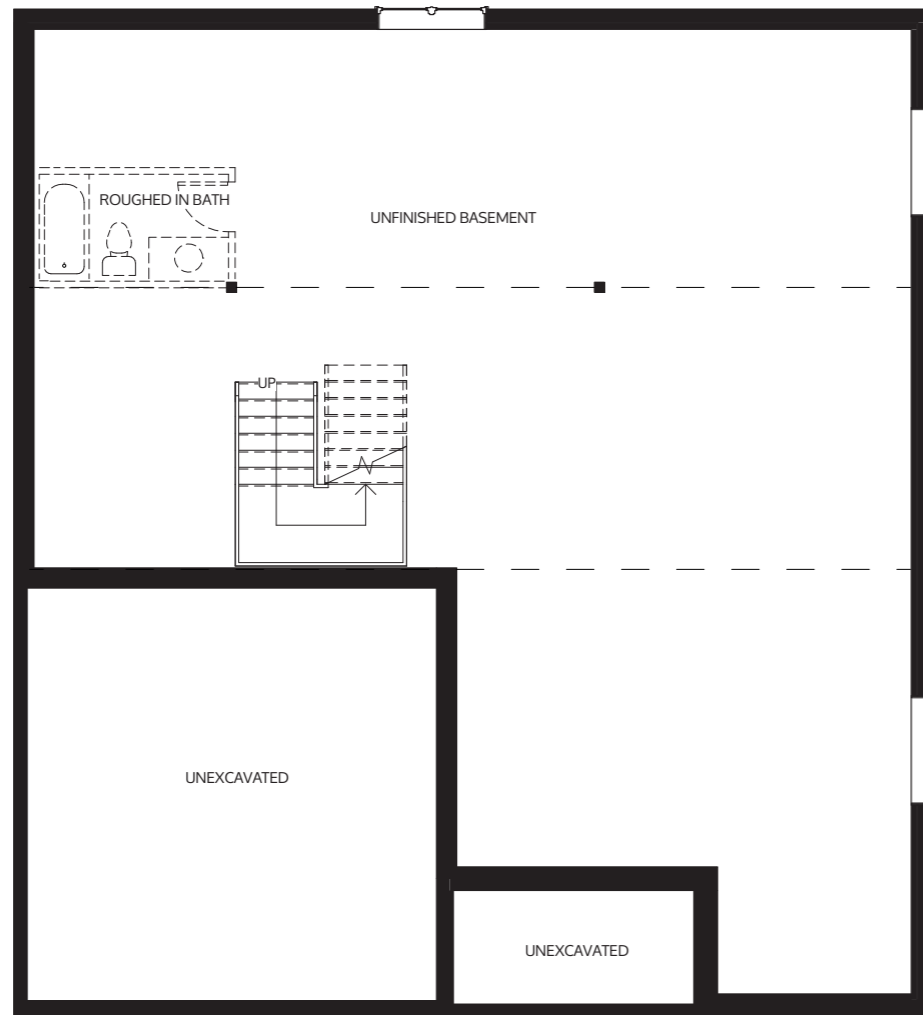 ROUGHED IN BATH
UNFINISHED BASEMENT
UP
UNEXCAVATED
UNEXCAVATED